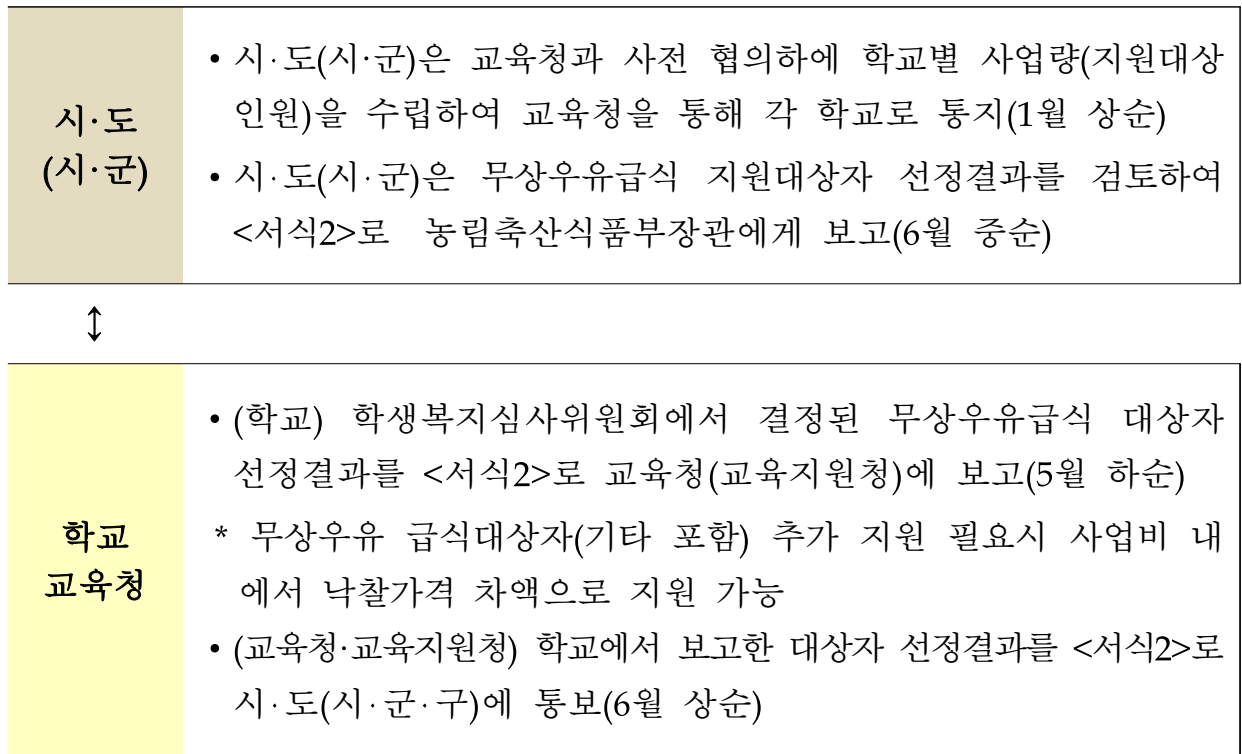 시·도
(시·군)
• 시·도(시·군)은 교육청과 사전 협의하에 학교별 사업량(지원대상
인원)을 수립하여 교육청을 통해 각 학교로 통지(1월 상순)
• 시·도(시·군)은 무상우유급식 지원대상자 선정결과를 검토하여
<서식2>로 농림축산식품부장관에게 보고(6월 중순)
↕
학교
교육청
• (학교) 학생복지심사위원회에서 결정된 무상우유급식 대상자
선정결과를 <서식2>로 교육청(교육지원청)에 보고(5월 하순)
* 무상우유 급식대상자(기타 포함) 추가 지원 필요시 사업비 내
에서 낙찰가격 차액으로 지원 가능
• (교육청·교육지원청) 학교에서 보고한 대상자 선정결과를 <서식2>로
시·도(시·군·구)에 통보(6월 상순)